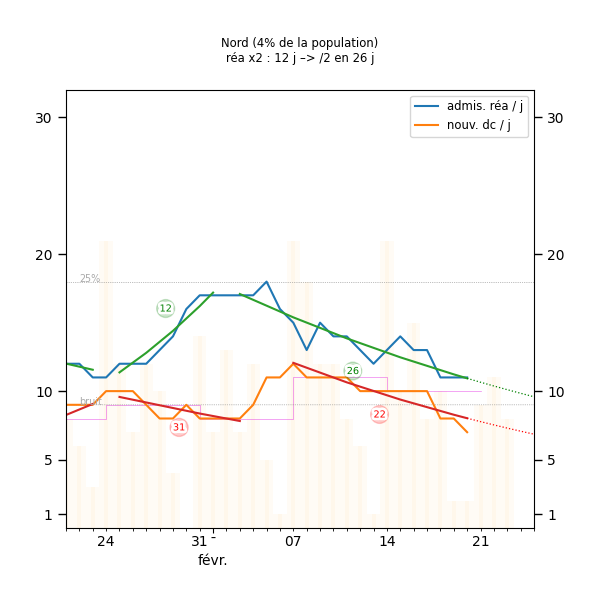 Nord (4% de la population)
réa x2 : 12 j –> /2 en 26 j
admis. réa / j
nouv. dc / j
30 30
20 20
25%
12
10 10
bruit
26
22
31
5 5
1 1
24 31 - 07 14 21
févr.